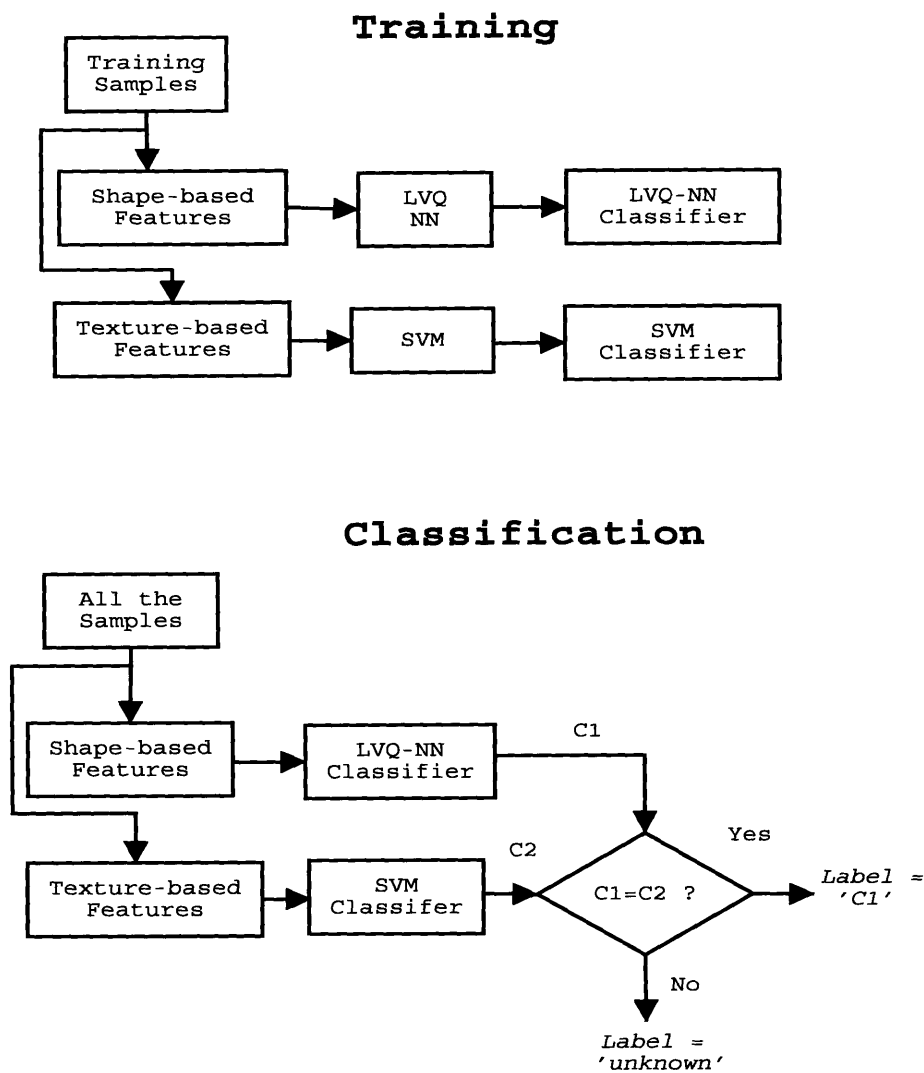 Training
Training
Samples
Shape-based
Features
LVQ
NN
LVQ-NN
Classifier
Texture-based
Features
SVM
SVM
Classifier
Classification
All the
Samples
Shape-based
Features
LVQ-NN
Classifier
C1
Texture-based
Features
SVM
Classifer
C2
C1=C2 ?
Yes
Label =
'C1'
No
Label =
'unknown'